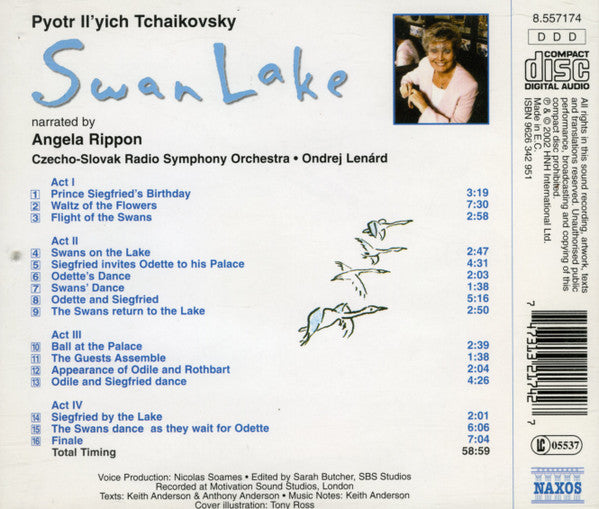 Pyotr Il'yich Tchaikovsky
Swan Lake
narrated by
Angela Rippon
Czecho-Slovak Radio Symphony Orchestra • Ondrej Lenárd
Act I
1 Prince Siegfried's Birthday 3:19
2 Waltz of the Flowers 7:30
3 Flight of the Swans 2:58
Act II
4 Swans on the Lake 2:47
5 Siegfried invites Odette to his Palace 4:31
6 Odette's Dance 2:03
7 Swans' Dance 1:38
8 Odette and Siegfried 5:16
9 The Swans return to the Lake 2:50
Act III
10 Ball at the Palace 2:39
11 The Guests Assemble 1:38
12 Appearance of Odile and Rothbart 2:04
13 Odile and Siegfried dance 4:26
Act IV
14 Siegfried by the Lake 2:01
15 The Swans dance as they wait for Odette 6:06
16 Finale 7:04
Total Timing 58:59
Voice Production: Nicolas Soames • Edited by Sarah Butcher, SBS Studios
Recorded at Motivation Sound Studios, London
Texts: Keith Anderson & Anthony Anderson • Music Notes: Keith Anderson
Cover illustration: Tony Ross
8.557174
D D D
COMPACT
disc
DIGITAL AUDIO
All rights in this sound recording, artwork, texts
and translations reserved. Unauthorised public
performance, broadcasting and copying of this
compact disc prohibited.
℗ & © 2002 HNH International Ltd.
Made in E.C.
ISBN 9626 342 951
7 47313 21742 7
LC 05537
NAXOS